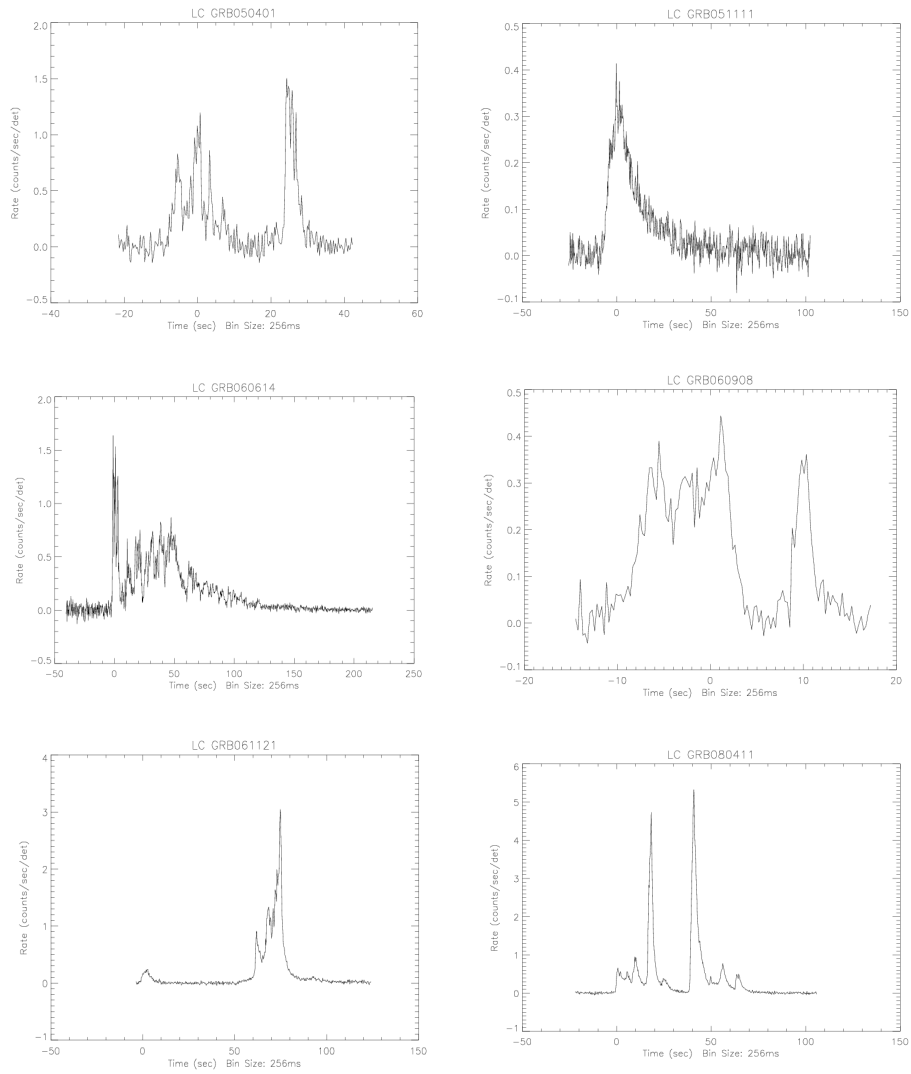 LC GRB050401
2.0
1.5
1.0
0.5
0.0
−0.5
Rate (counts/sec/det)
−40 −20 0 20 40 60
Time (sec) Bin Size: 256ms
LC GRB051111
0.5
0.4
0.3
0.2
0.1
0.0
−0.1
Rate (counts/sec/det)
−50 0 50 100 150
Time (sec) Bin Size: 256ms
LC GRB060614
2.0
1.5
1.0
0.5
0.0
−0.5
Rate (counts/sec/det)
−50 0 50 100 150 200 250
Time (sec) Bin Size: 256ms
LC GRB060908
0.5
0.4
0.3
0.2
0.1
0.0
−0.1
Rate (counts/sec/det)
−20 −10 0 10 20
Time (sec) Bin Size: 256ms
LC GRB061121
4
3
2
1
0
−1
Rate (counts/sec/det)
−50 0 50 100 150
Time (sec) Bin Size: 256ms
LC GRB080411
6
5
4
3
2
1
0
−1
Rate (counts/sec/det)
−50 0 50 100 150
Time (sec) Bin Size: 256ms